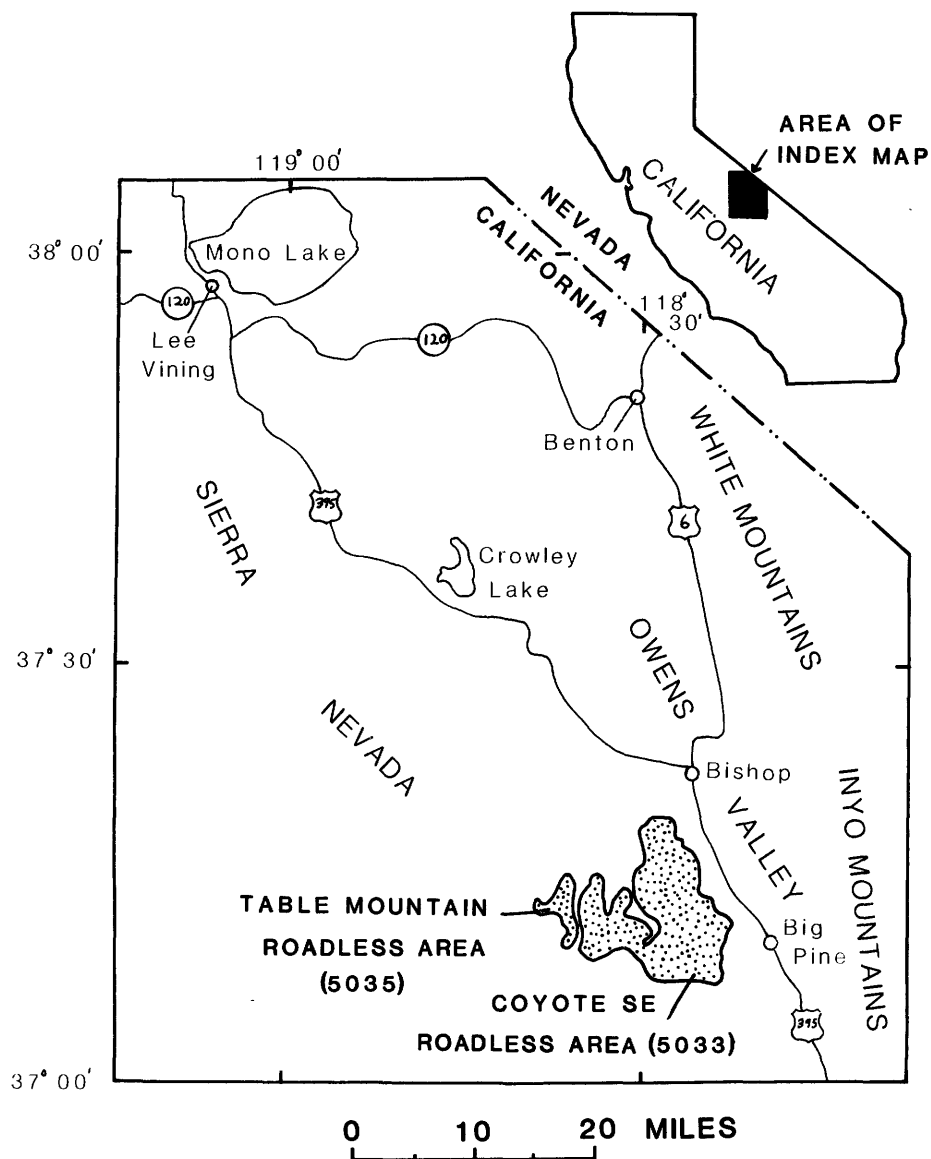 AREA OF
INDEX MAP
CALIFORNIA
119° 00'
NEVADA
CALIFORNIA
38° 00'
Mono Lake
118°
30'
120
120
Lee
Vining
Benton
WHITE MOUNTAINS
SIERRA
395
6
Crowley
Lake
OWENS
37° 30'
NEVADA
Bishop
INYO MOUNTAINS
VALLEY
TABLE MOUNTAIN
ROADLESS AREA
(5035)
Big
Pine
COYOTE SE
ROADLESS AREA (5033)
395
37° 00'
0 10 20 MILES